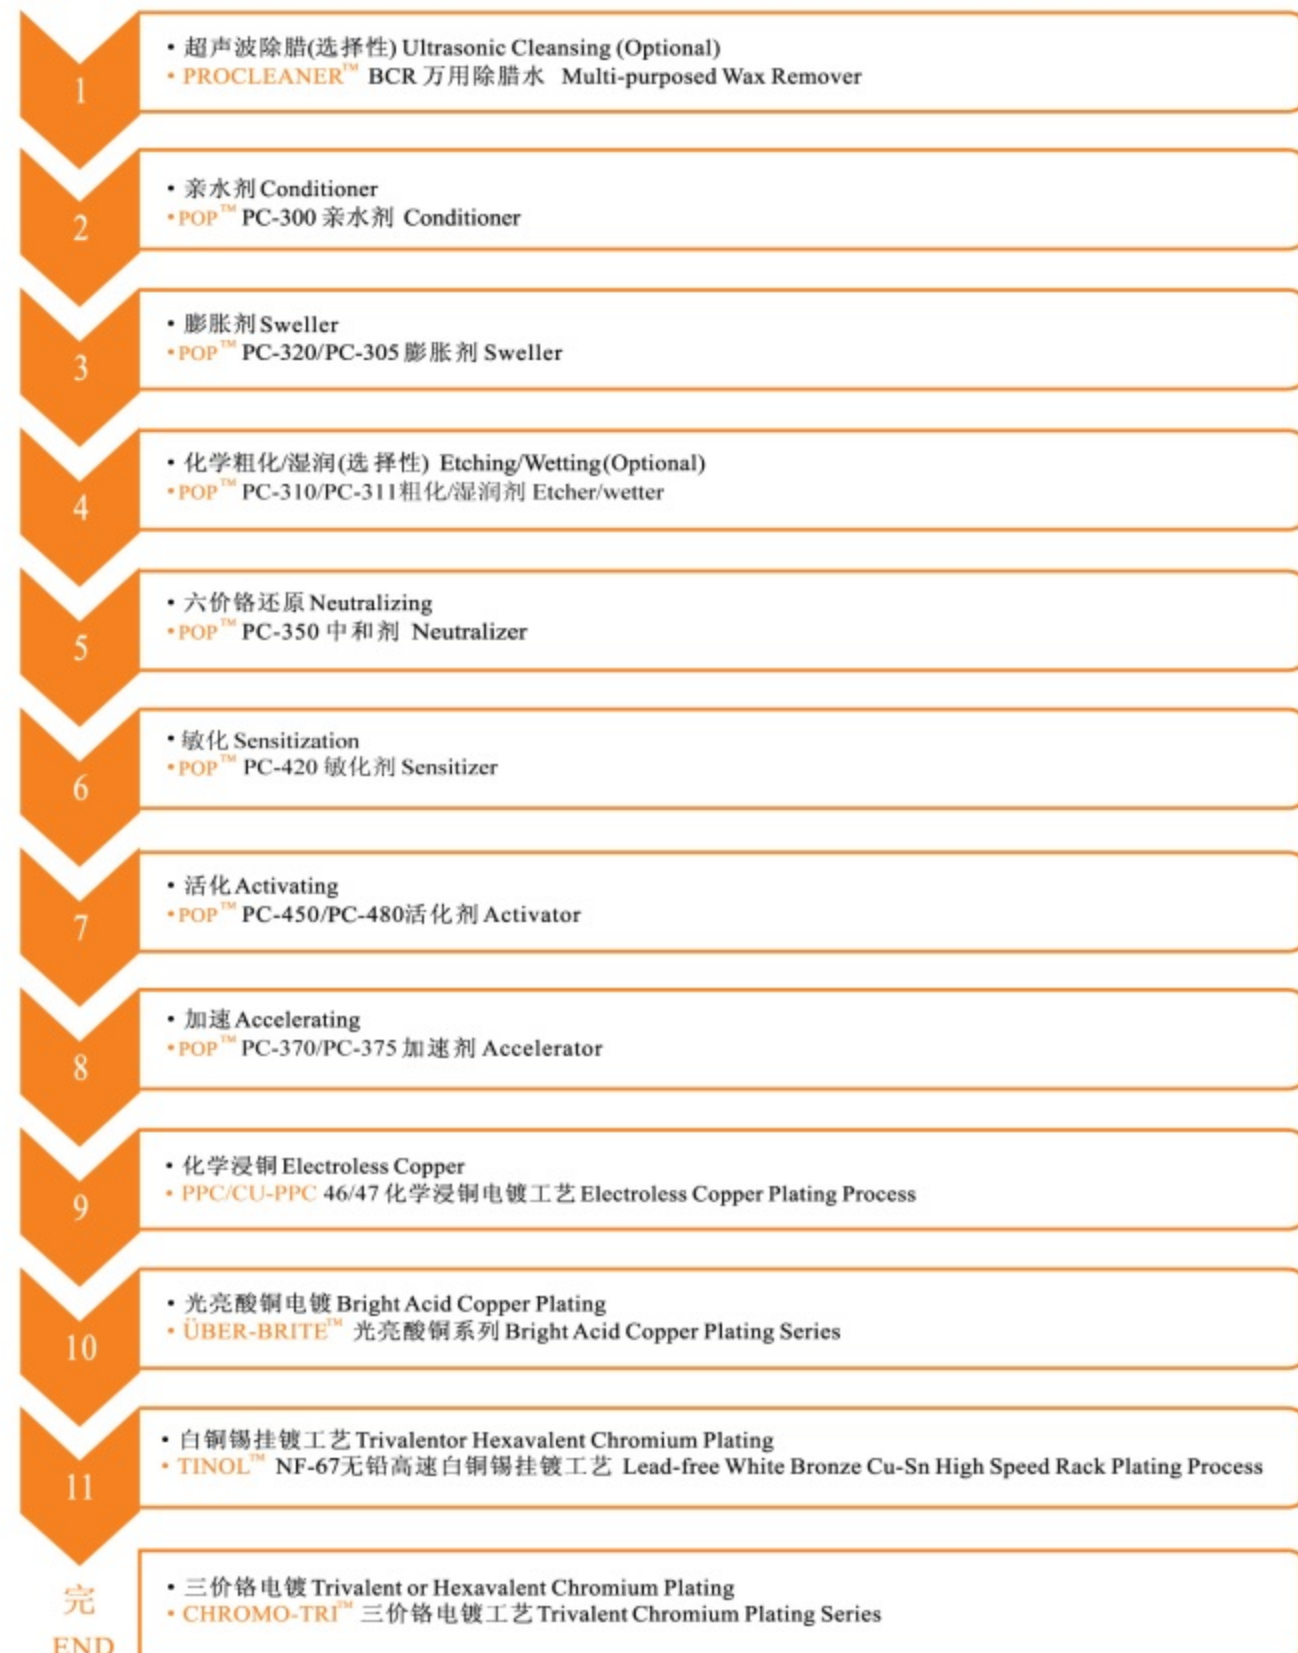 1
• 超声波除腊(选择性) Ultrasonic Cleansing (Optional)
• PROCLEANER™ BCR 万用除腊水 Multi-purposed Wax Remover
2
• 亲水剂 Conditioner
• POP™ PC-300 亲水剂 Conditioner
3
• 膨胀剂 Sweller
• POP™ PC-320/PC-305 膨胀剂 Sweller
4
• 化学粗化/湿润(选择性) Etching/Wetting(Optional)
• POP™ PC-310/PC-311粗化/湿润剂 Etcher/wetter
5
• 六价铬还原 Neutralizing
• POP™ PC-350 中和剂 Neutralizer
6
• 敏化 Sensitization
• POP™ PC-420 敏化剂 Sensitizer
7
• 活化 Activating
• POP™ PC-450/PC-480活化剂 Activator
8
• 加速 Accelerating
• POP™ PC-370/PC-375 加速剂 Accelerator
9
• 化学浸铜 Electroless Copper
• PPC/CU-PPC 46/47 化学浸铜电镀工艺 Electroless Copper Plating Process
10
• 光亮酸铜电镀 Bright Acid Copper Plating
• ÜBER-BRITE™ 光亮酸铜系列 Bright Acid Copper Plating Series
11
• 白铜锡挂镀工艺 Trivalentor Hexavalent Chromium Plating
• TINOL™ NF-67无铅高速白铜锡挂镀工艺 Lead-free White Bronze Cu-Sn High Speed Rack Plating Process
完
END
• 三价铬电镀 Trivalent or Hexavalent Chromium Plating
• CHROMO-TRI™ 三价铬电镀工艺 Trivalent Chromium Plating Series